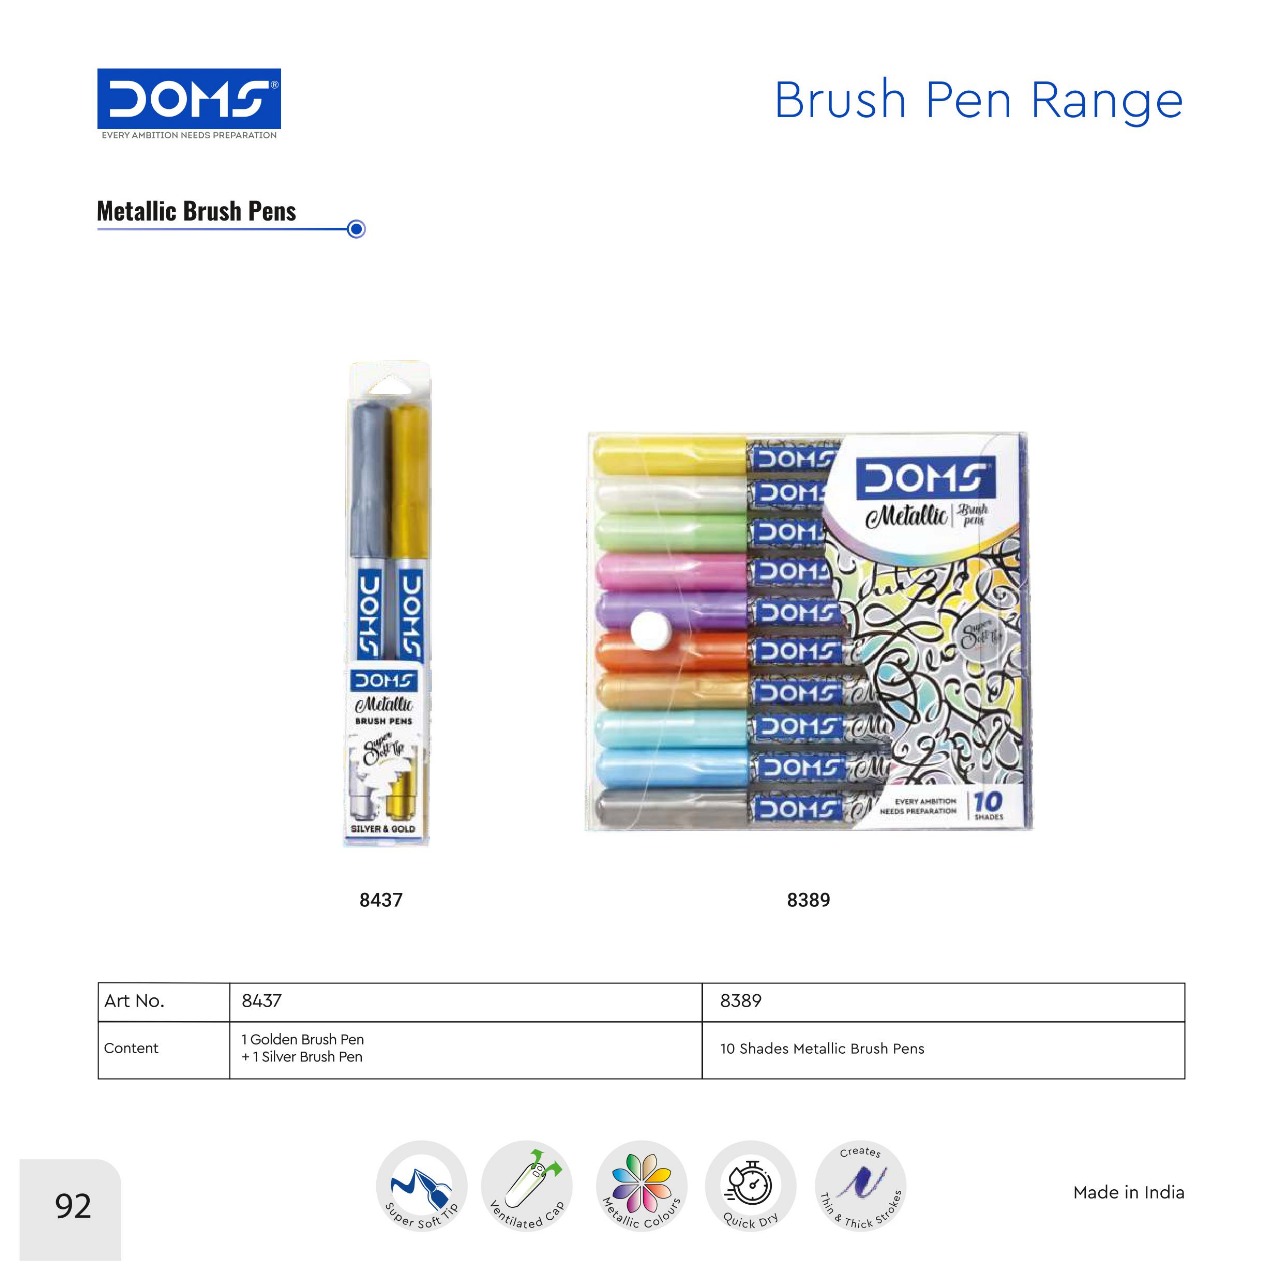 DOMS®
EVERY AMBITION NEEDS PREPARATION
Brush Pen Range
Metallic Brush Pens
DOMS
DOMS
DOMS
Metallic
BRUSH PENS
Super
Soft Tip
SILVER & GOLD
DOMS
DOMS
DOMS
DOMS
DOMS
DOMS
DOMS
DOMS
DOMS
DOMS
DOMS
Metallic
Brush
pens
Super
Soft Tip
EVERY AMBITION
NEEDS PREPARATION
10
SHADES
8437
8389
Art No.
8437
8389
Content
1 Golden Brush Pen
+ 1 Silver Brush Pen
10 Shades Metallic Brush Pens
Super Soft Tip
Ventilated Cap
Metallic Colours
Quick Dry
Creates
Thin & Thick Strokes
Made in India
92